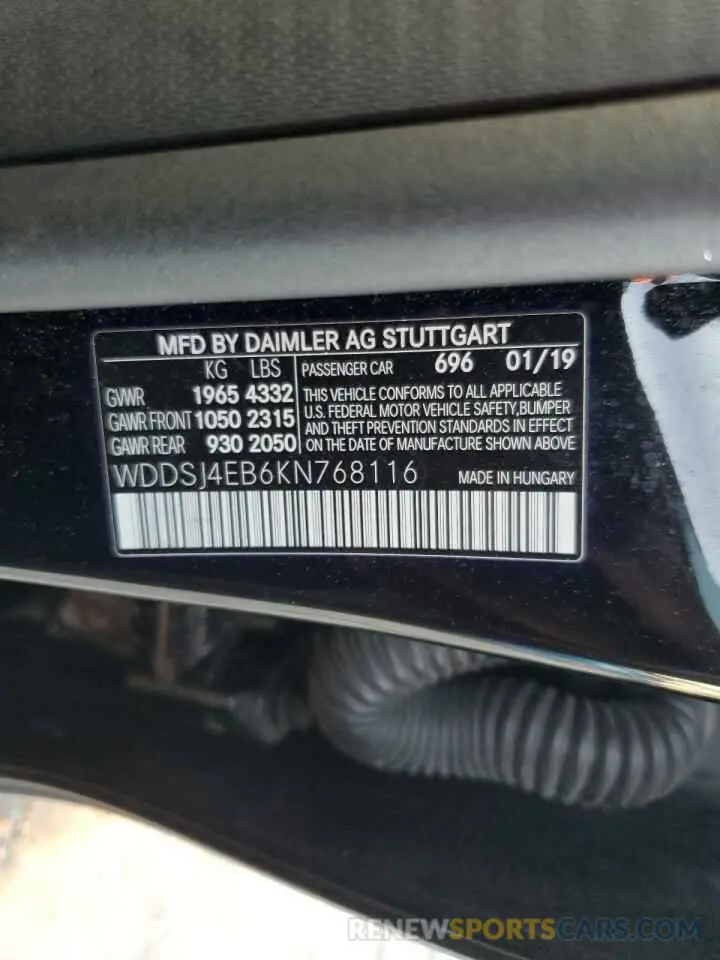 MFD BY DAIMLER AG STUTTGART
KG LBS
GVWR 1965 4332
GAWR FRONT 1050 2315
GAWR REAR 930 2050
PASSENGER CAR 696 01/19
THIS VEHICLE CONFORMS TO ALL APPLICABLE
U.S. FEDERAL MOTOR VEHICLE SAFETY,BUMPER
AND THEFT PREVENTION STANDARDS IN EFFECT
ON THE DATE OF MANUFACTURE SHOWN ABOVE
WDDSJ4EB6KN768116 MADE IN HUNGARY
RENEWSPORTSCARS.COM